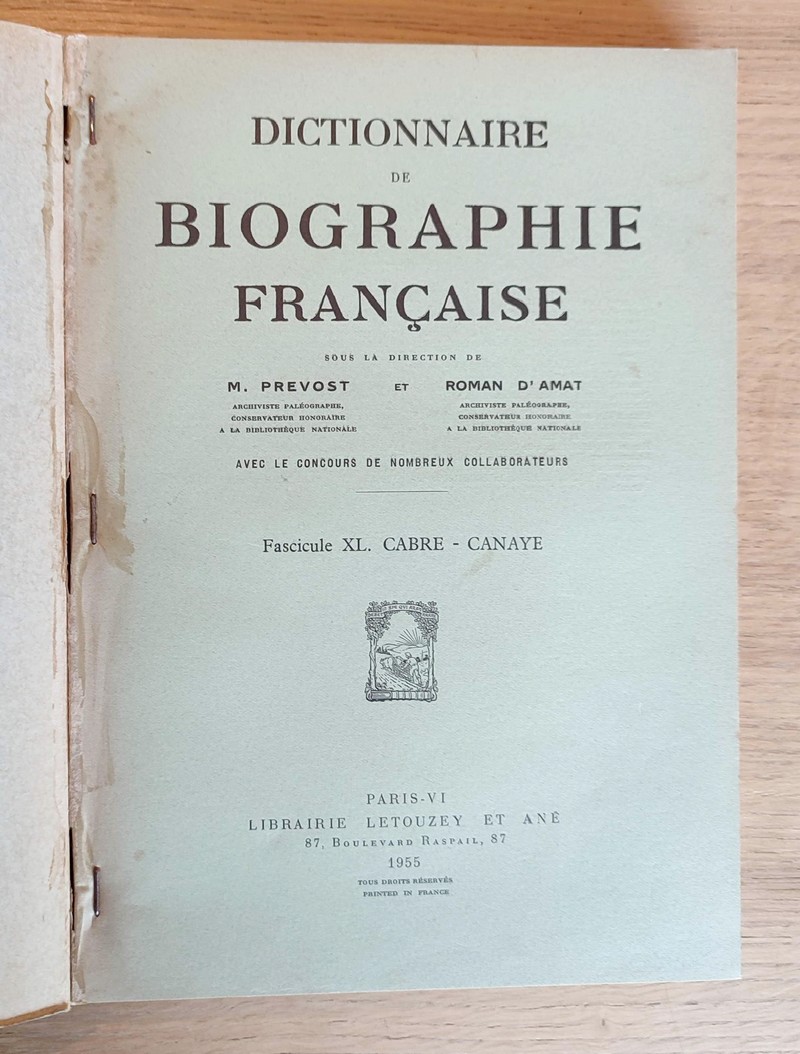 DICTIONNAIRE
DE
BIOGRAPHIE
FRANÇAISE
SOUS LA DIRECTION DE
M. PREVOST ET ROMAN D'AMAT
ARCHIVISTE PALÉOGRAPHE, ARCHIVISTE PALÉOGRAPHE,
CONSERVATEUR HONORAIRE CONSERVATEUR HONORAIRE
A LA BIBLIOTHÈQUE NATIONALE A LA BIBLIOTHÈQUE NATIONALE
AVEC LE CONCOURS DE NOMBREUX COLLABORATEURS
Fascicule XL. CABRE - CANAYE
PARIS-VI
LIBRAIRIE LETOUZEY ET ANÉ
87, BOULEVARD RASPAIL, 87
1955
TOUS DROITS RÉSERVÉS
PRINTED IN FRANCE